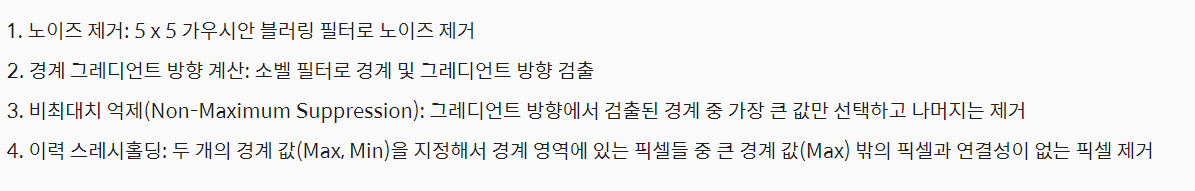 1. 노이즈 제거: 5 x 5 가우시안 블러링 필터로 노이즈 제거
2. 경계 그레디언트 방향 계산: 소벨 필터로 경계 및 그레디언트 방향 검출
3. 비최대치 억제(Non-Maximum Suppression): 그레디언트 방향에서 검출된 경계 중 가장 큰 값만 선택하고 나머지는 제거
4. 이력 스레시홀딩: 두 개의 경계 값(Max, Min)을 지정해서 경계 영역에 있는 픽셀들 중 큰 경계 값(Max) 밖의 픽셀과 연결성이 없는 픽셀 제거